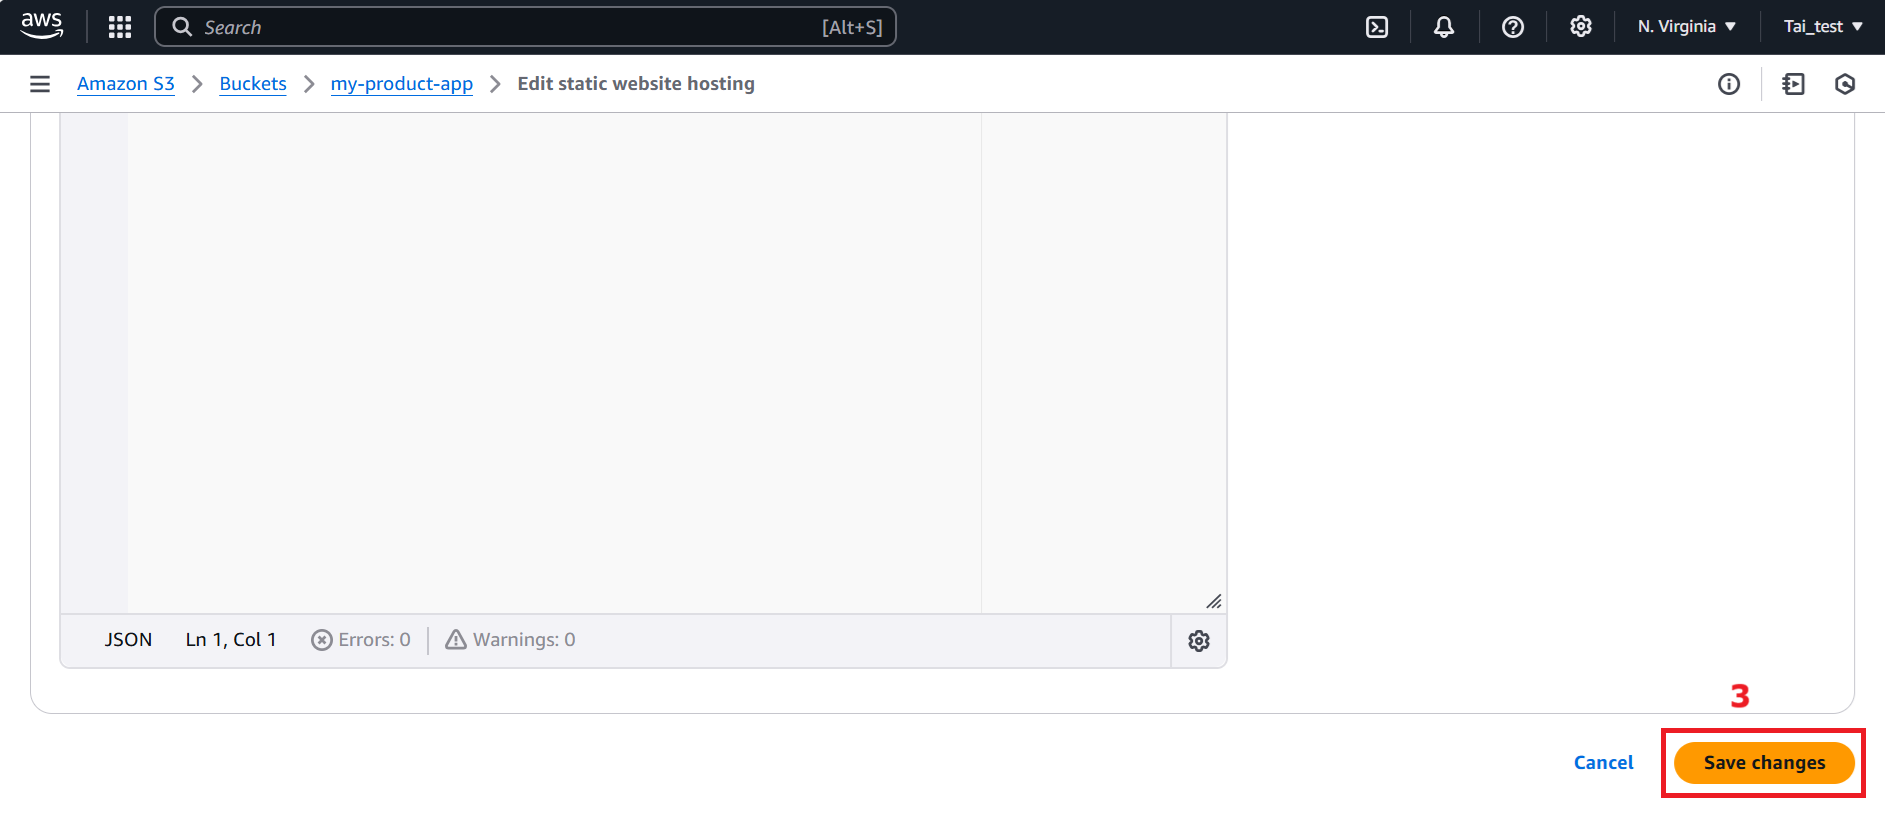 aws Search [Alt+S] N. Virginia Tai_test
Amazon S3 Buckets my-product-app Edit static website hosting
JSON Ln 1, Col 1 Errors: 0 Warnings: 0
3
Cancel Save changes